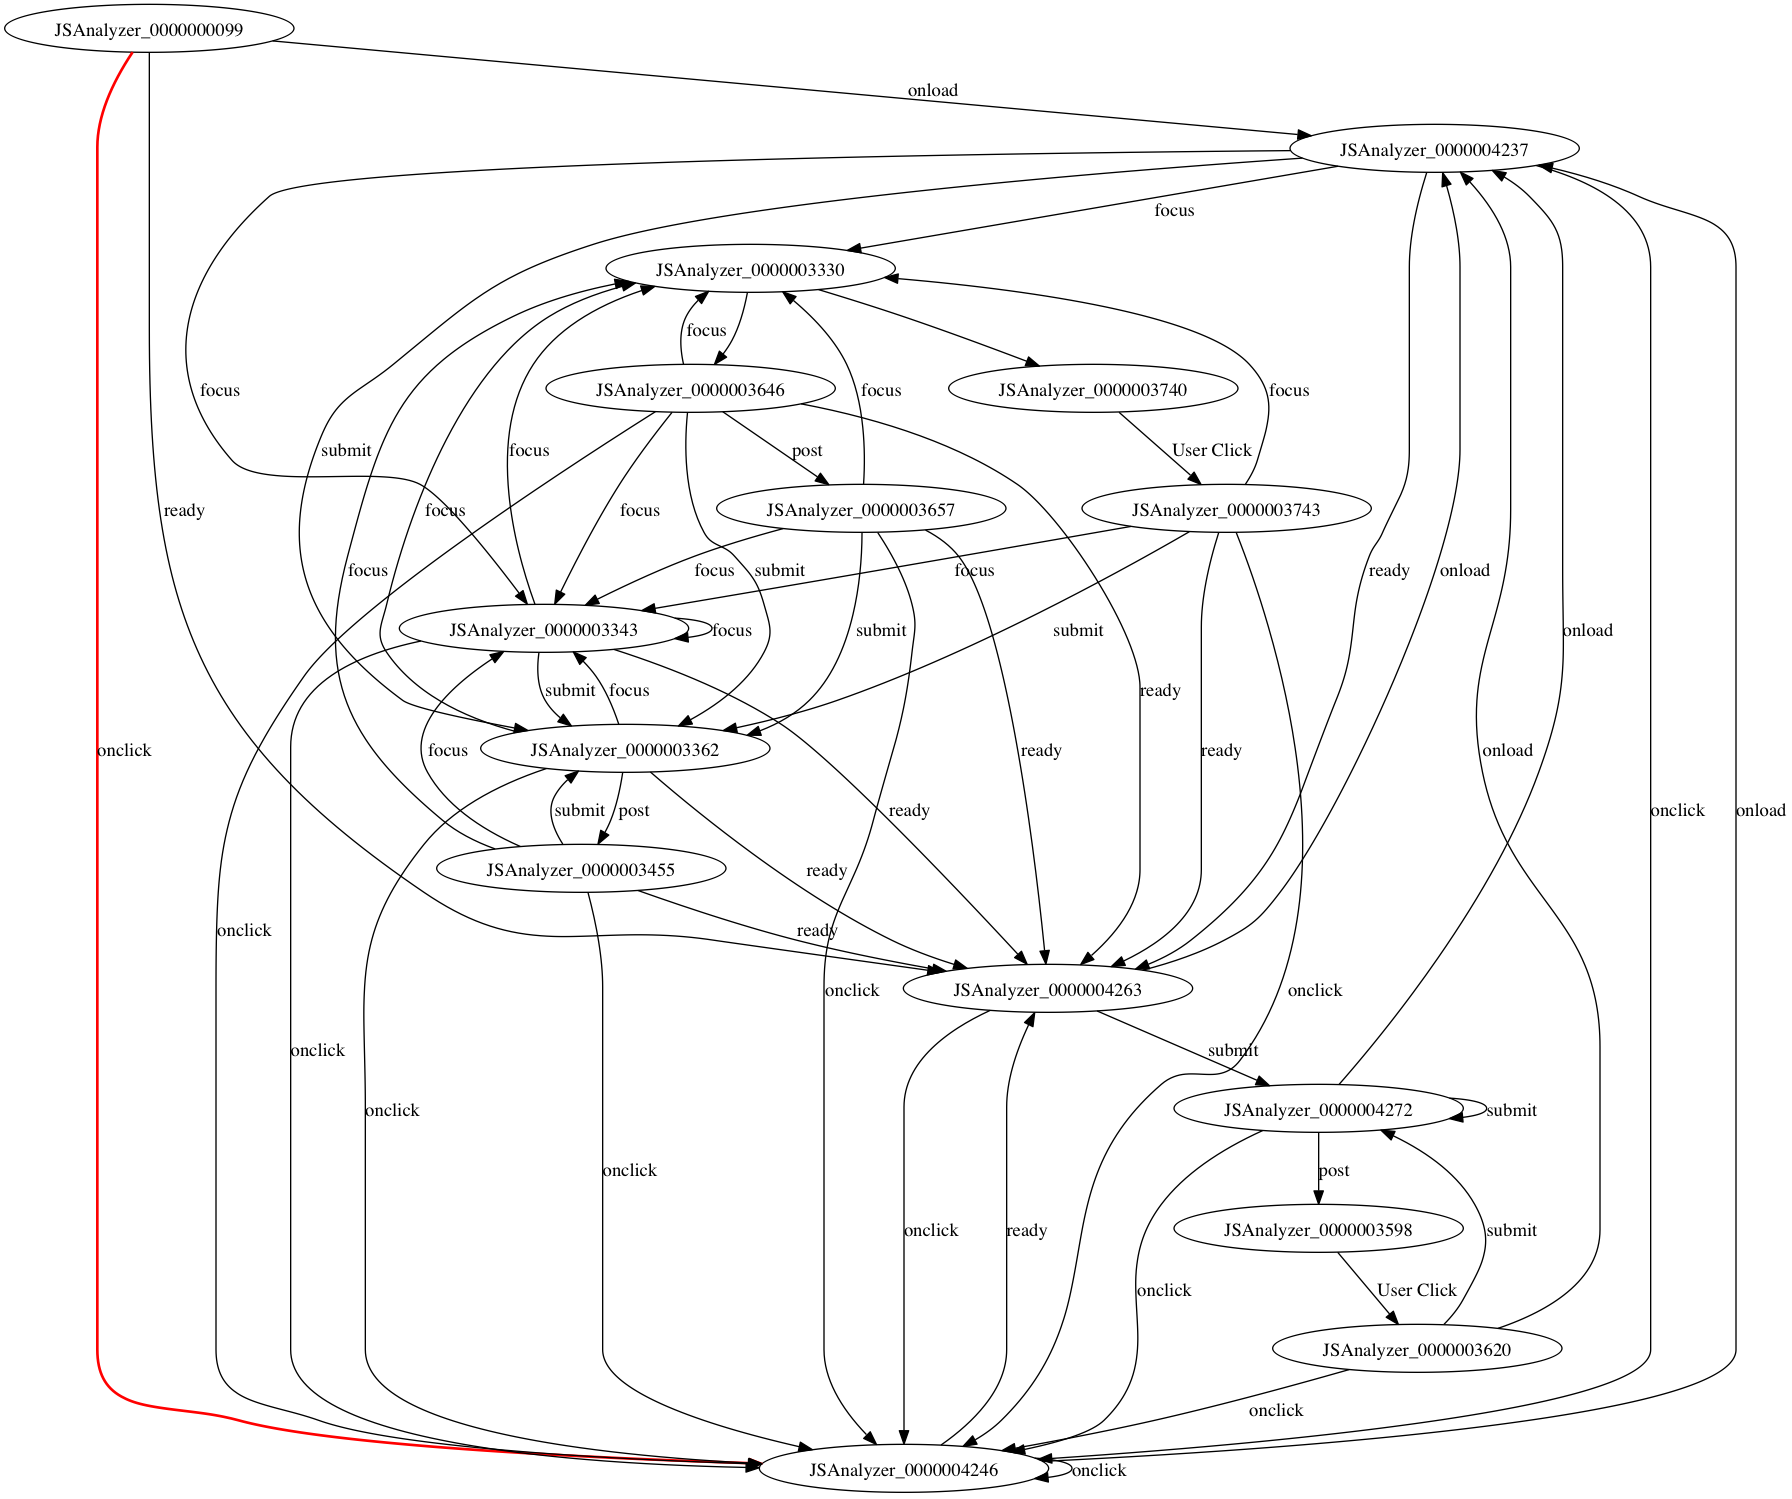 JSAnalyzer_0000000099
onload
JSAnalyzer_0000004237
focus
JSAnalyzer_0000003330
focus
focus
JSAnalyzer_0000003646
JSAnalyzer_0000003740
focus
focus
submit
focus
post
User Click
ready
focus
focus
JSAnalyzer_0000003657
JSAnalyzer_0000003743
focus
focus
submit
focus
ready
onload
JSAnalyzer_0000003343
focus
submit
submit
onload
submit
focus
ready
onclick
JSAnalyzer_0000003362
focus
ready
ready
onload
submit
post
ready
onclick
onload
JSAnalyzer_0000003455
ready
onclick
ready
JSAnalyzer_0000004263
onclick
onclick
onclick
submit
onclick
JSAnalyzer_0000004272
submit
onclick
post
onclick
ready
JSAnalyzer_0000003598
submit
onclick
User Click
JSAnalyzer_0000003620
onclick
JSAnalyzer_0000004246
onclick